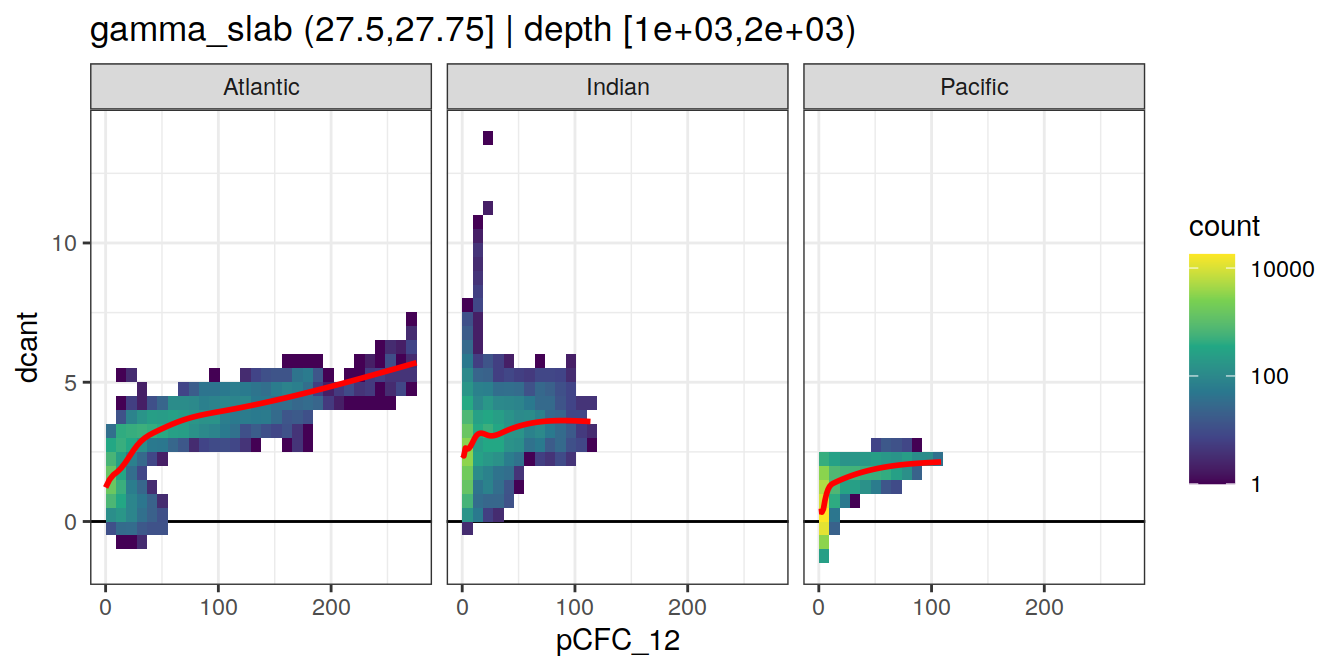 gamma_slab (27.5,27.75] | depth [1e+03,2e+03)
Atlantic Indian Pacific
dcant
10
5
0
0 100 200 0 100 200 0 100 200
pCFC_12
count
10000
100
1